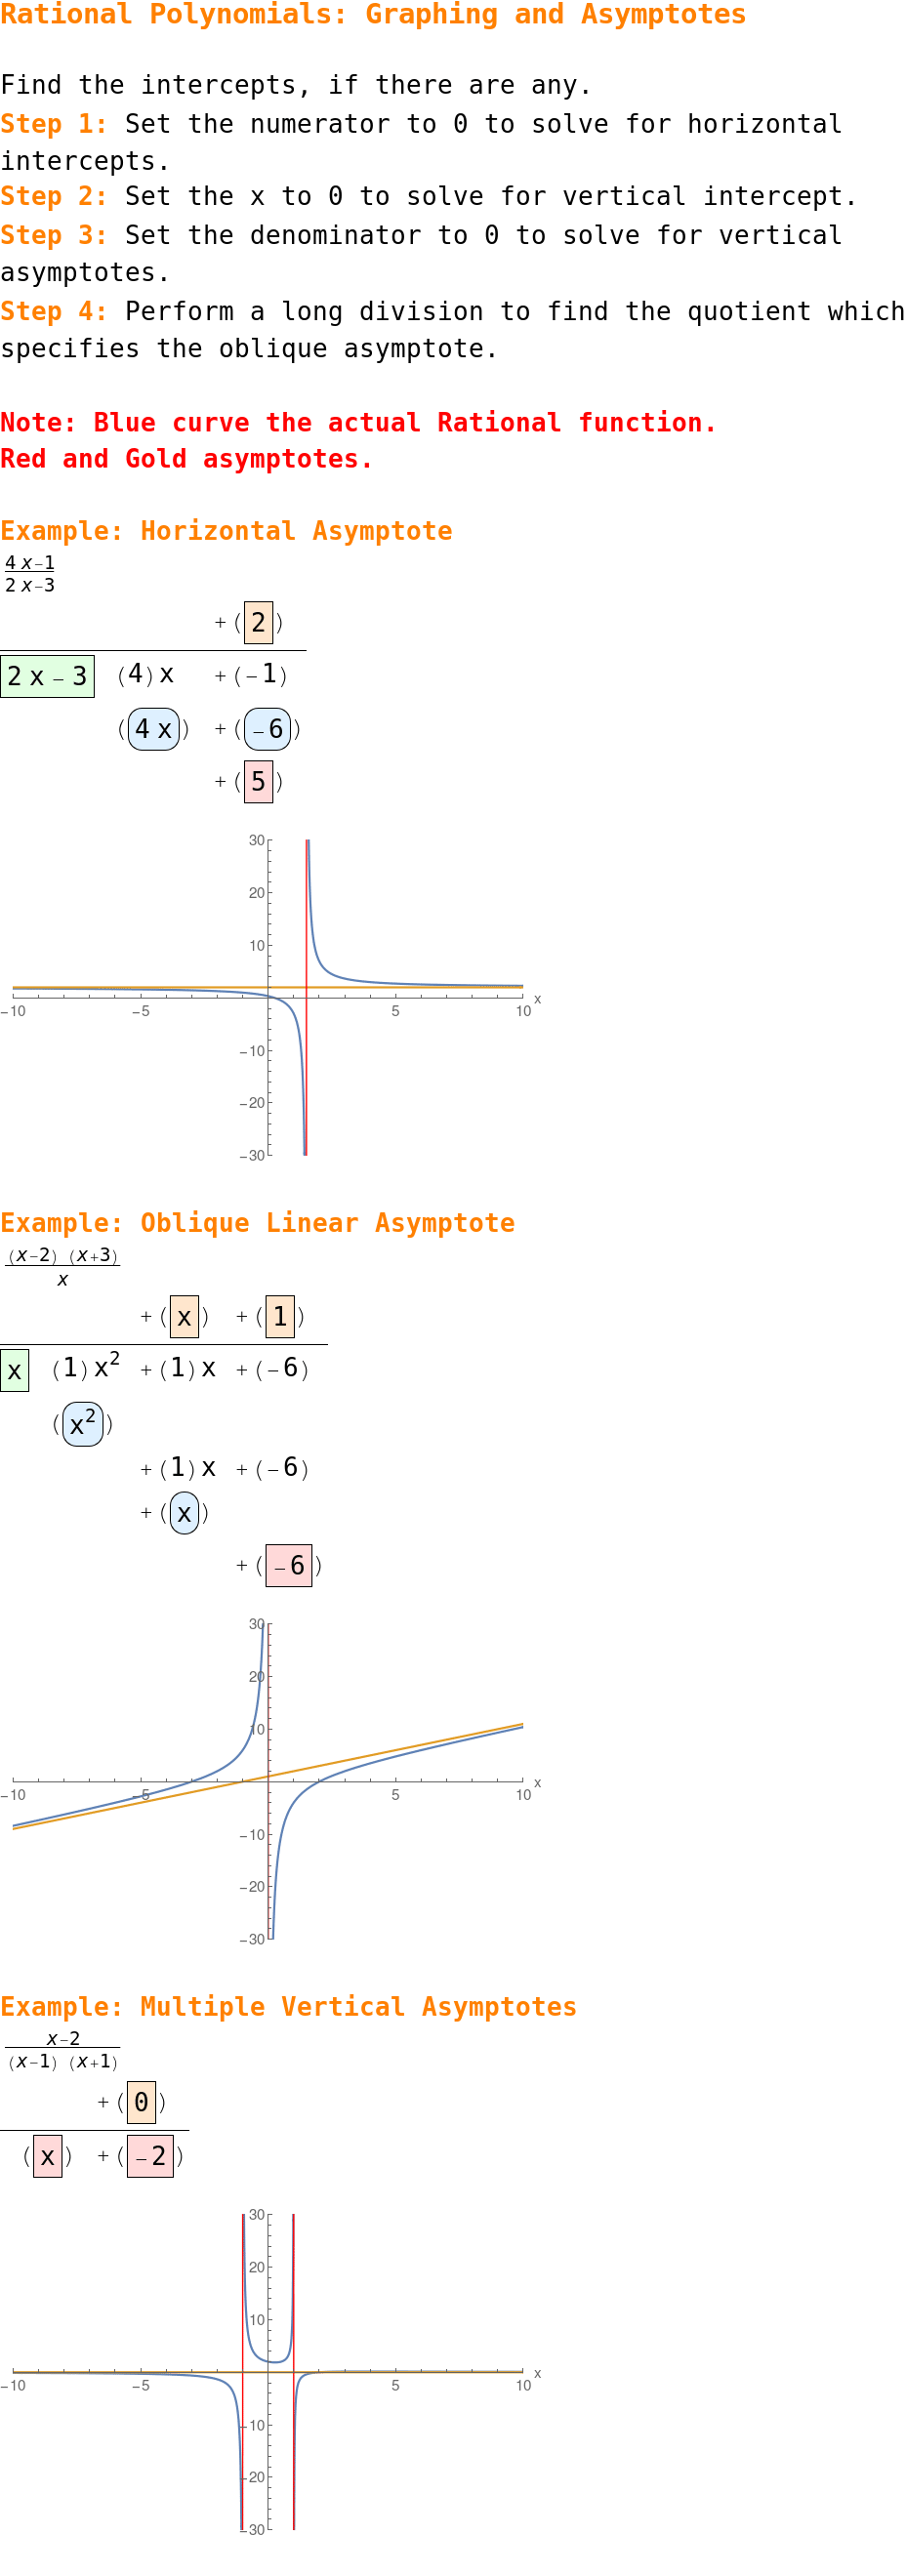 Rational Polynomials: Graphing and Asymptotes
Find the intercepts, if there are any.
Step 1: Set the numerator to 0 to solve for horizontal
intercepts.
Step 2: Set the x to 0 to solve for vertical intercept.
Step 3: Set the denominator to 0 to solve for vertical
asymptotes.
Step 4: Perform a long division to find the quotient which
specifies the oblique asymptote.
Note: Blue curve the actual Rational function.
Red and Gold asymptotes.
Example: Horizontal Asymptote
4 x−1
2 x−3
+ (2)
2 x − 3 (4) x + (−1)
(4 x) + (−6)
+ (5)
30
20
10
−10 −5 5 10 x
−10
−20
−30
Example: Oblique Linear Asymptote
(x−2) (x+3)
x
+ (x) + (1)
x (1) x² + (1) x + (−6)
(x²)
+ (1) x + (−6)
+ (x)
+ (−6)
30
20
10
−10 −5 5 10 x
−10
−20
−30
Example: Multiple Vertical Asymptotes
x−2
(x−1) (x+1)
+ (0)
(x) + (−2)
30
20
10
−10 −5 5 10 x
−10
−20
−30